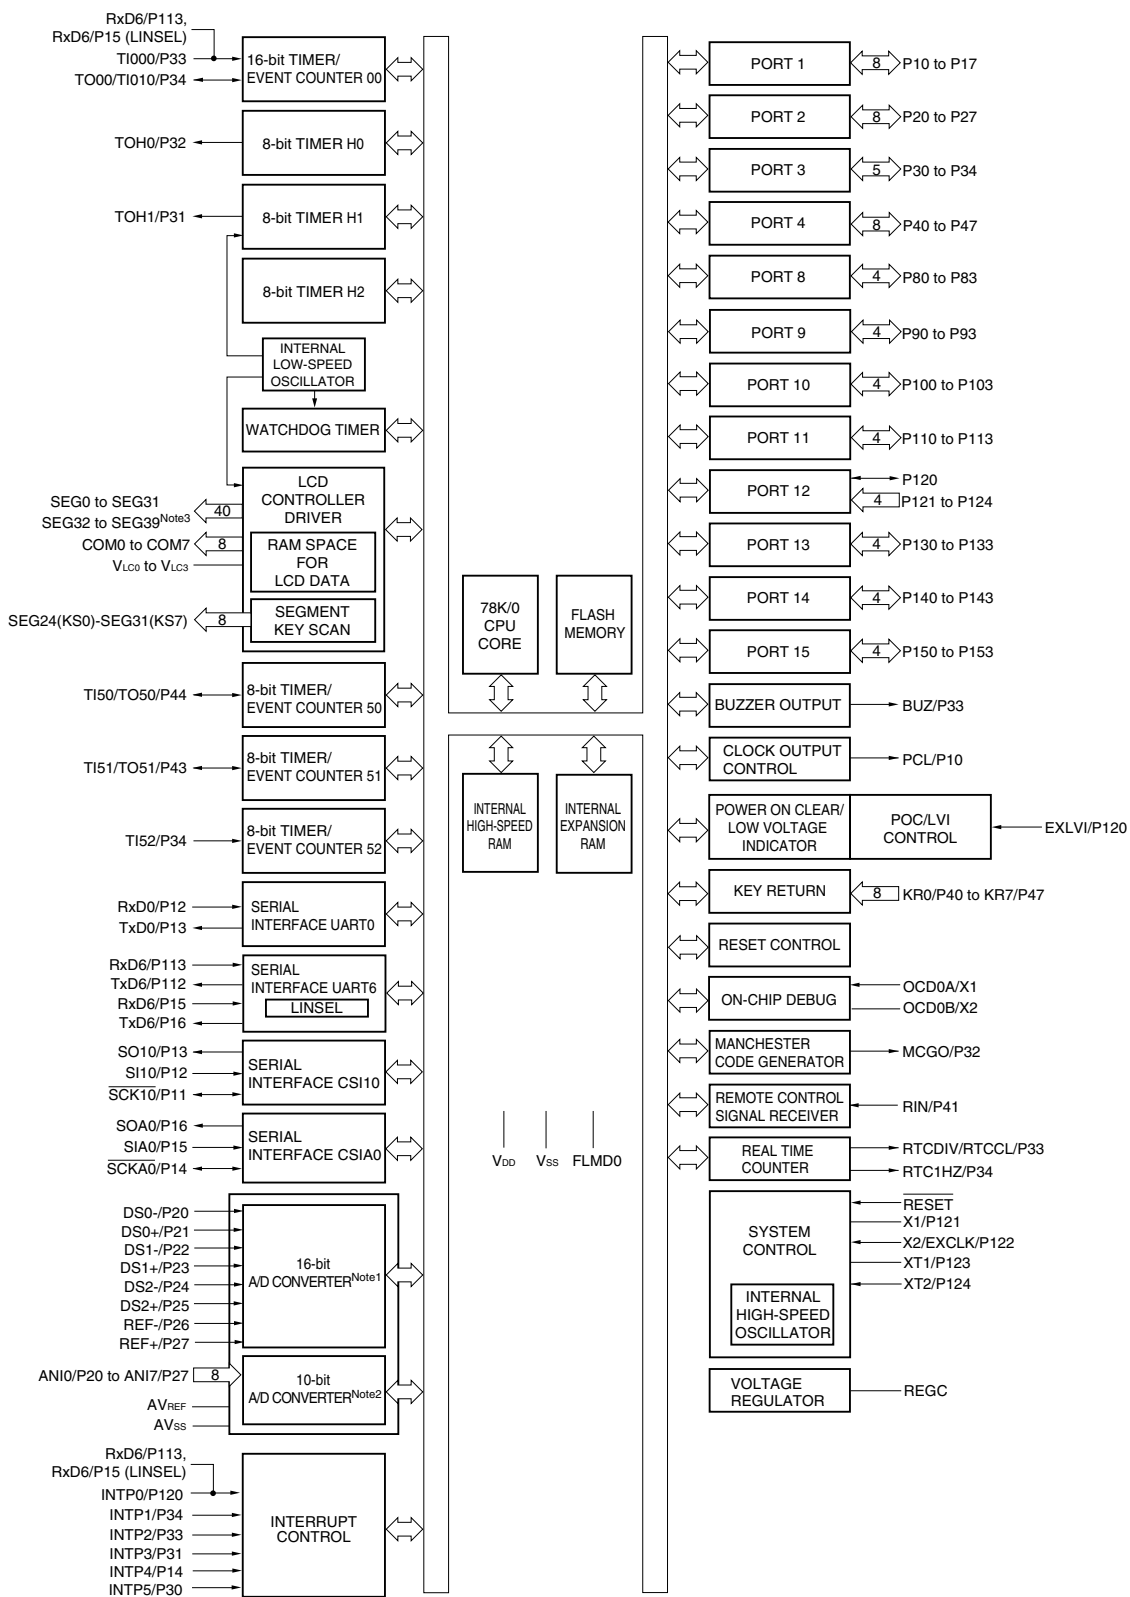 RxD6/P113,
RxD6/P15 (LINSEL)
TI000/P33
TO00/TI010/P34
16-bit TIMER/
EVENT COUNTER 00
TOH0/P32
8-bit TIMER H0
TOH1/P31
8-bit TIMER H1
8-bit TIMER H2
INTERNAL
LOW-SPEED
OSCILLATOR
WATCHDOG TIMER
SEG0 to SEG31
40
SEG32 to SEG39Note3
COM0 to COM7
8
VLC0 to VLC3
LCD
CONTROLLER
DRIVER
RAM SPACE
FOR
LCD DATA
SEG24(KS0)-SEG31(KS7)
8
SEGMENT
KEY SCAN
TI50/TO50/P44
8-bit TIMER/
EVENT COUNTER 50
TI51/TO51/P43
8-bit TIMER/
EVENT COUNTER 51
TI52/P34
8-bit TIMER/
EVENT COUNTER 52
RxD0/P12
TxD0/P13
SERIAL
INTERFACE UART0
RxD6/P113
TxD6/P112
RxD6/P15
TxD6/P16
SERIAL
INTERFACE UART6
LINSEL
SO10/P13
SI10/P12
SCK10/P11
SERIAL
INTERFACE CSI10
SOA0/P16
SIA0/P15
SCKA0/P14
SERIAL
INTERFACE CSIA0
DS0-/P20
DS0+/P21
DS1-/P22
DS1+/P23
DS2-/P24
DS2+/P25
REF-/P26
REF+/P27
16-bit
A/D CONVERTERNote1
ANI0/P20 to ANI7/P27
8
10-bit
A/D CONVERTERNote2
AVREF
AVSS
RxD6/P113,
RxD6/P15 (LINSEL)
INTP0/P120
INTP1/P34
INTP2/P33
INTP3/P31
INTP4/P14
INTP5/P30
INTERRUPT
CONTROL
78K/0
CPU
CORE
FLASH
MEMORY
INTERNAL
HIGH-SPEED
RAM
INTERNAL
EXPANSION
RAM
VDD
VSS
FLMD0
PORT 1
8
P10 to P17
PORT 2
8
P20 to P27
PORT 3
5
P30 to P34
PORT 4
8
P40 to P47
PORT 8
4
P80 to P83
PORT 9
4
P90 to P93
PORT 10
4
P100 to P103
PORT 11
4
P110 to P113
PORT 12
P120
4
P121 to P124
PORT 13
4
P130 to P133
PORT 14
4
P140 to P143
PORT 15
4
P150 to P153
BUZZER OUTPUT
BUZ/P33
CLOCK OUTPUT
CONTROL
PCL/P10
POWER ON CLEAR/
LOW VOLTAGE
INDICATOR
POC/LVI
CONTROL
EXLVI/P120
KEY RETURN
8
KR0/P40 to KR7/P47
RESET CONTROL
ON-CHIP DEBUG
OCD0A/X1
OCD0B/X2
MANCHESTER
CODE GENERATOR
MCGO/P32
REMOTE CONTROL
SIGNAL RECEIVER
RIN/P41
REAL TIME
COUNTER
RTCDIV/RTCCL/P33
RTC1HZ/P34
SYSTEM
CONTROL
RESET
X1/P121
X2/EXCLK/P122
XT1/P123
XT2/P124
INTERNAL
HIGH-SPEED
OSCILLATOR
VOLTAGE
REGULATOR
REGC